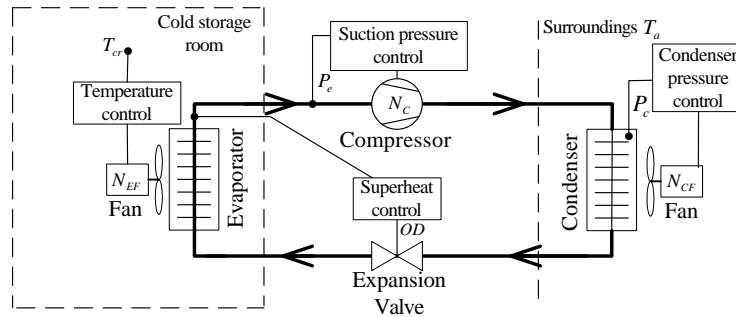 Cold storage
room
Surroundings T_a
Suction pressure
control
Condenser
pressure
control
T_cr
P_e
P_c
Temperature
control
N_C
Compressor
N_EF
Fan
Evaporator
Superheat
control
Condenser
N_CF
Fan
OD
Expansion
Valve